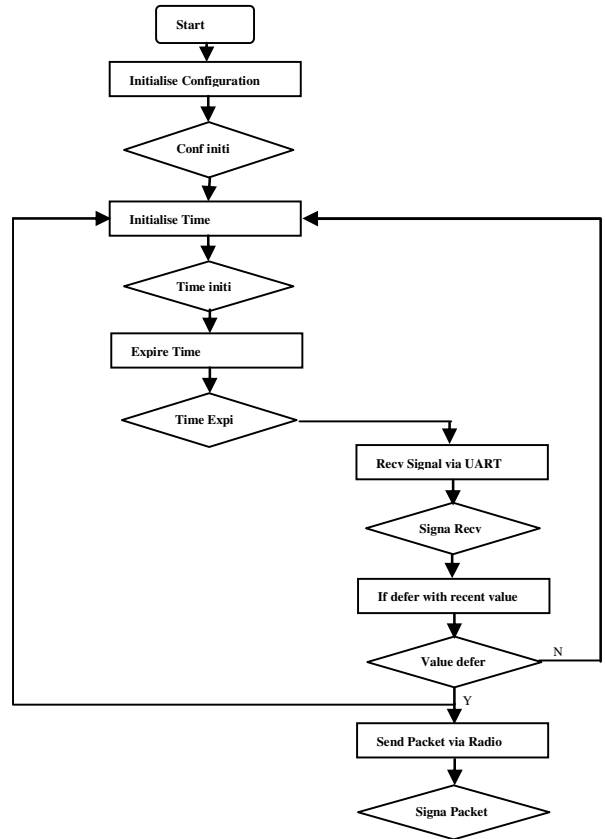 Start
Initialise Configuration
Conf initi
Initialise Time
Time initi
Expire Time
Time Expi
Recv Signal via UART
Signa Recv
If defer with recent value
Value defer
N
Y
Send Packet via Radio
Signa Packet